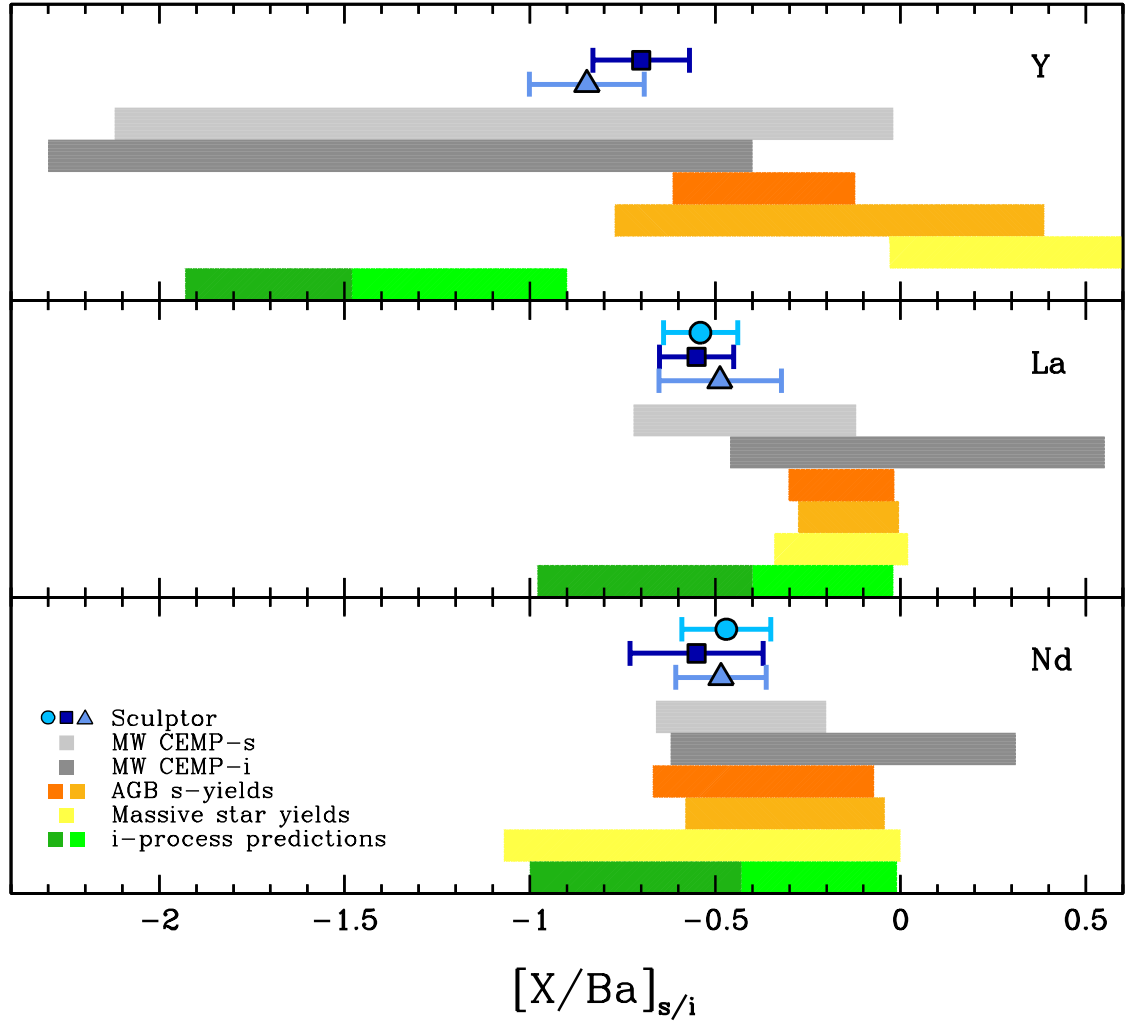 Y
La
Nd
Sculptor
MW CEMP-s
MW CEMP-i
AGB s-yields
Massive star yields
i-process predictions
-2 -1.5 -1 -0.5 0 0.5
[X/Ba]s/i